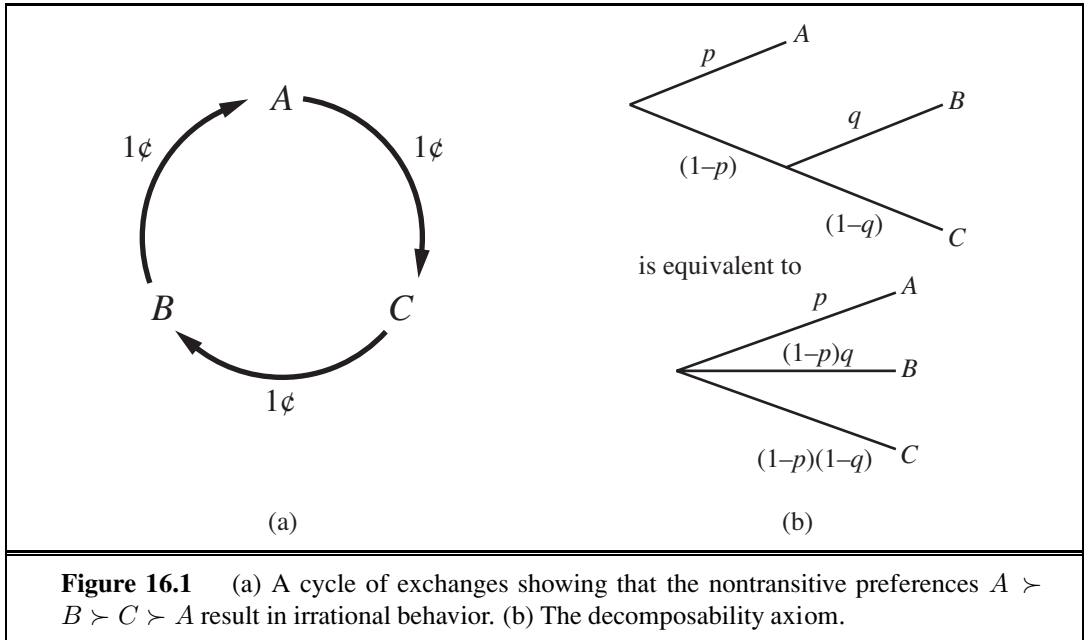 A
1¢
1¢
B
C
1¢
(a)
p
A
q
B
(1–p)
(1–q)
C
is equivalent to
p
A
(1–p)q
B
(1–p)(1–q)
C
(b)
Figure 16.1 (a) A cycle of exchanges showing that the nontransitive preferences A ≻
B ≻ C ≻ A result in irrational behavior. (b) The decomposability axiom.